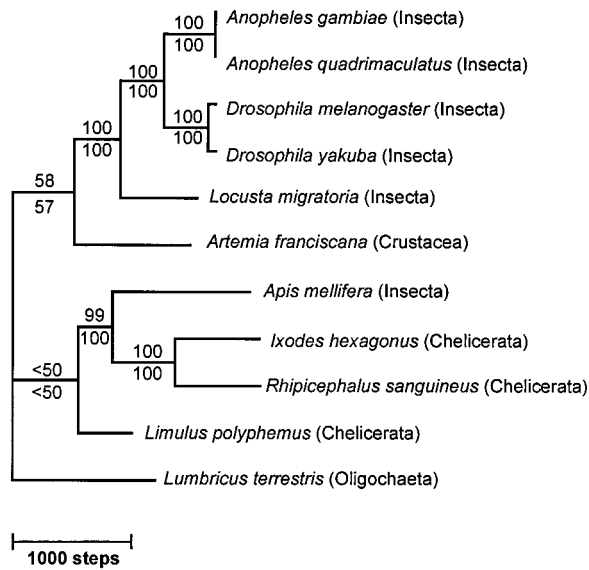 100
100
Anopheles gambiae (Insecta)
Anopheles quadrimaculatus (Insecta)
100
100
100
100
Drosophila melanogaster (Insecta)
Drosophila yakuba (Insecta)
100
100
Locusta migratoria (Insecta)
58
57
Artemia franciscana (Crustacea)
Apis mellifera (Insecta)
99
100
100
100
Ixodes hexagonus (Chelicerata)
Rhipicephalus sanguineus (Chelicerata)
<50
<50
Limulus polyphemus (Chelicerata)
Lumbricus terrestris (Oligochaeta)
1000 steps